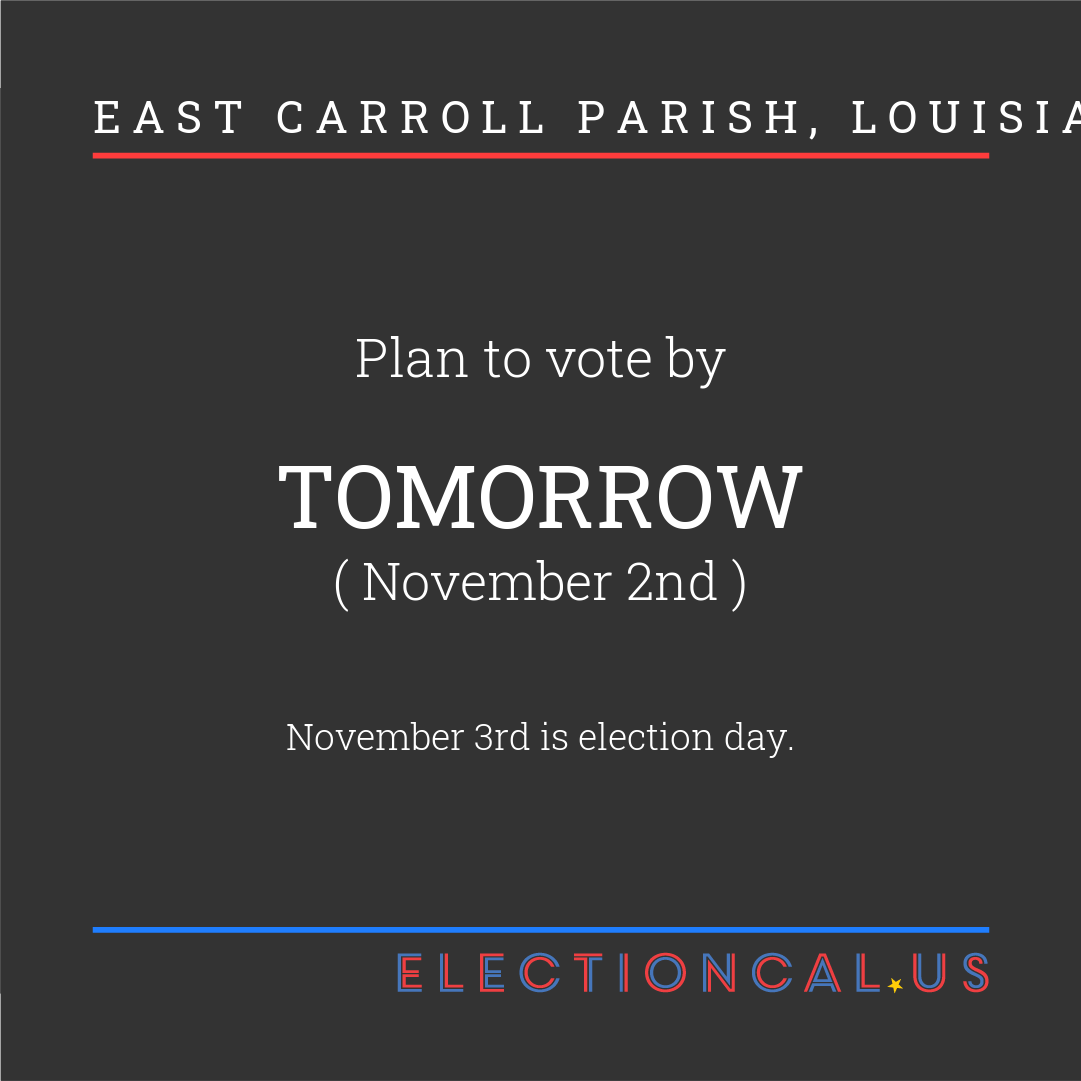 EAST CARROLL PARISH, LOUISIA
Plan to vote by
TOMORROW
( November 2nd )
November 3rd is election day.
ELECTIONCAL.US